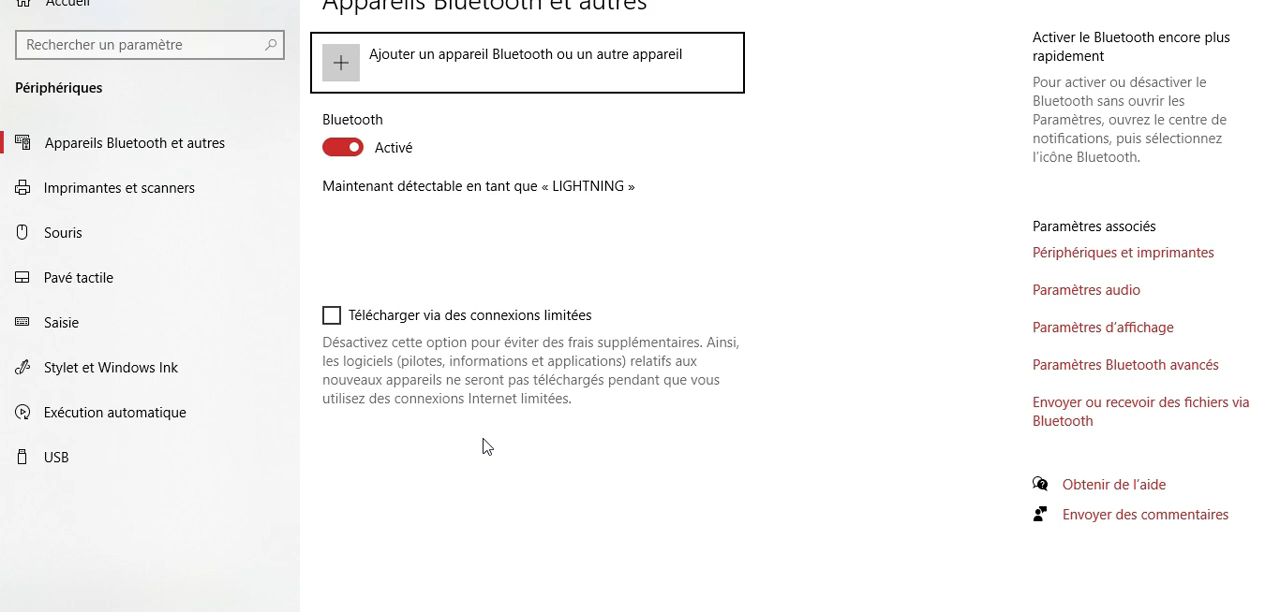 Accueil
Rechercher un paramètre
Périphériques
Appareils Bluetooth et autres
Imprimantes et scanners
Souris
Pavé tactile
Saisie
Stylet et Windows Ink
Exécution automatique
USB
Appareils Bluetooth et autres
Ajouter un appareil Bluetooth ou un autre appareil
Bluetooth
Activé
Maintenant détectable en tant que « LIGHTNING »
Télécharger via des connexions limitées
Désactivez cette option pour éviter des frais supplémentaires. Ainsi,
les logiciels (pilotes, informations et applications) relatifs aux
nouveaux appareils ne seront pas téléchargés pendant que vous
utilisez des connexions Internet limitées.
Activer le Bluetooth encore plus
rapidement
Pour activer ou désactiver le
Bluetooth sans ouvrir les
Paramètres, ouvrez le centre de
notifications, puis sélectionnez
l’icône Bluetooth.
Paramètres associés
Périphériques et imprimantes
Paramètres audio
Paramètres d’affichage
Paramètres Bluetooth avancés
Envoyer ou recevoir des fichiers via
Bluetooth
Obtenir de l’aide
Envoyer des commentaires